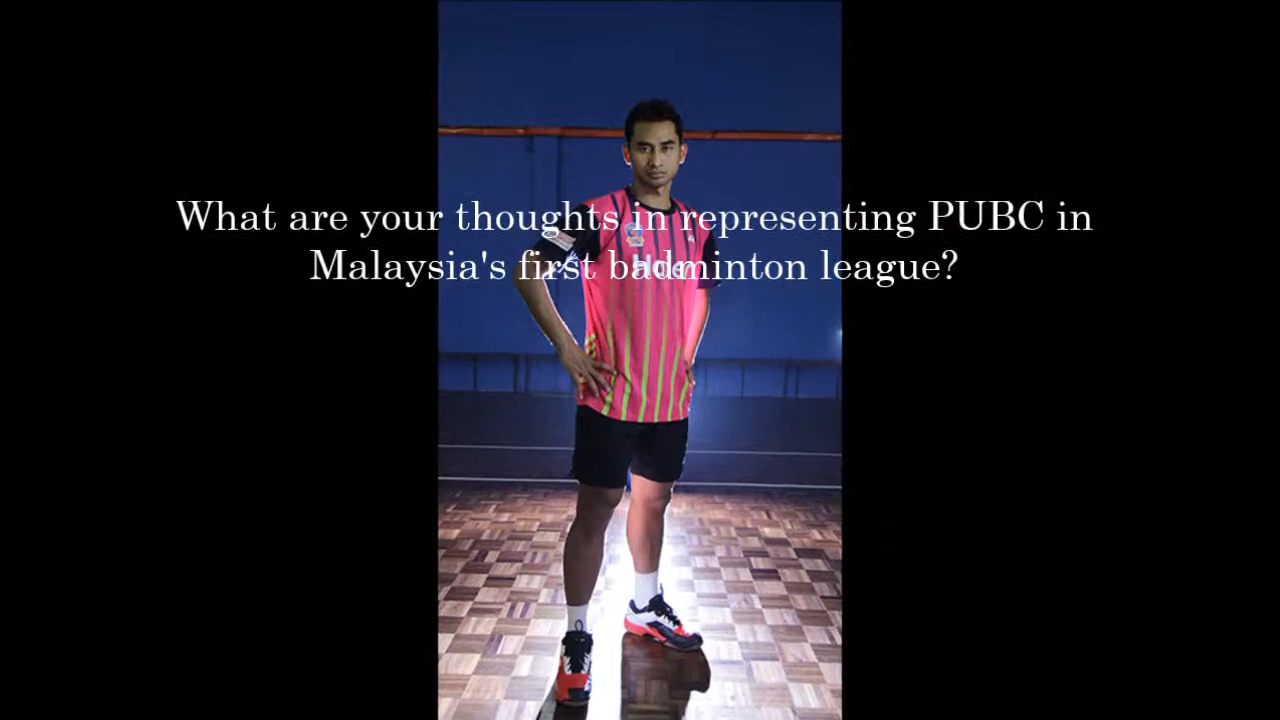 What are your thoughts in representing PUBC in
Malaysia's first badminton league?